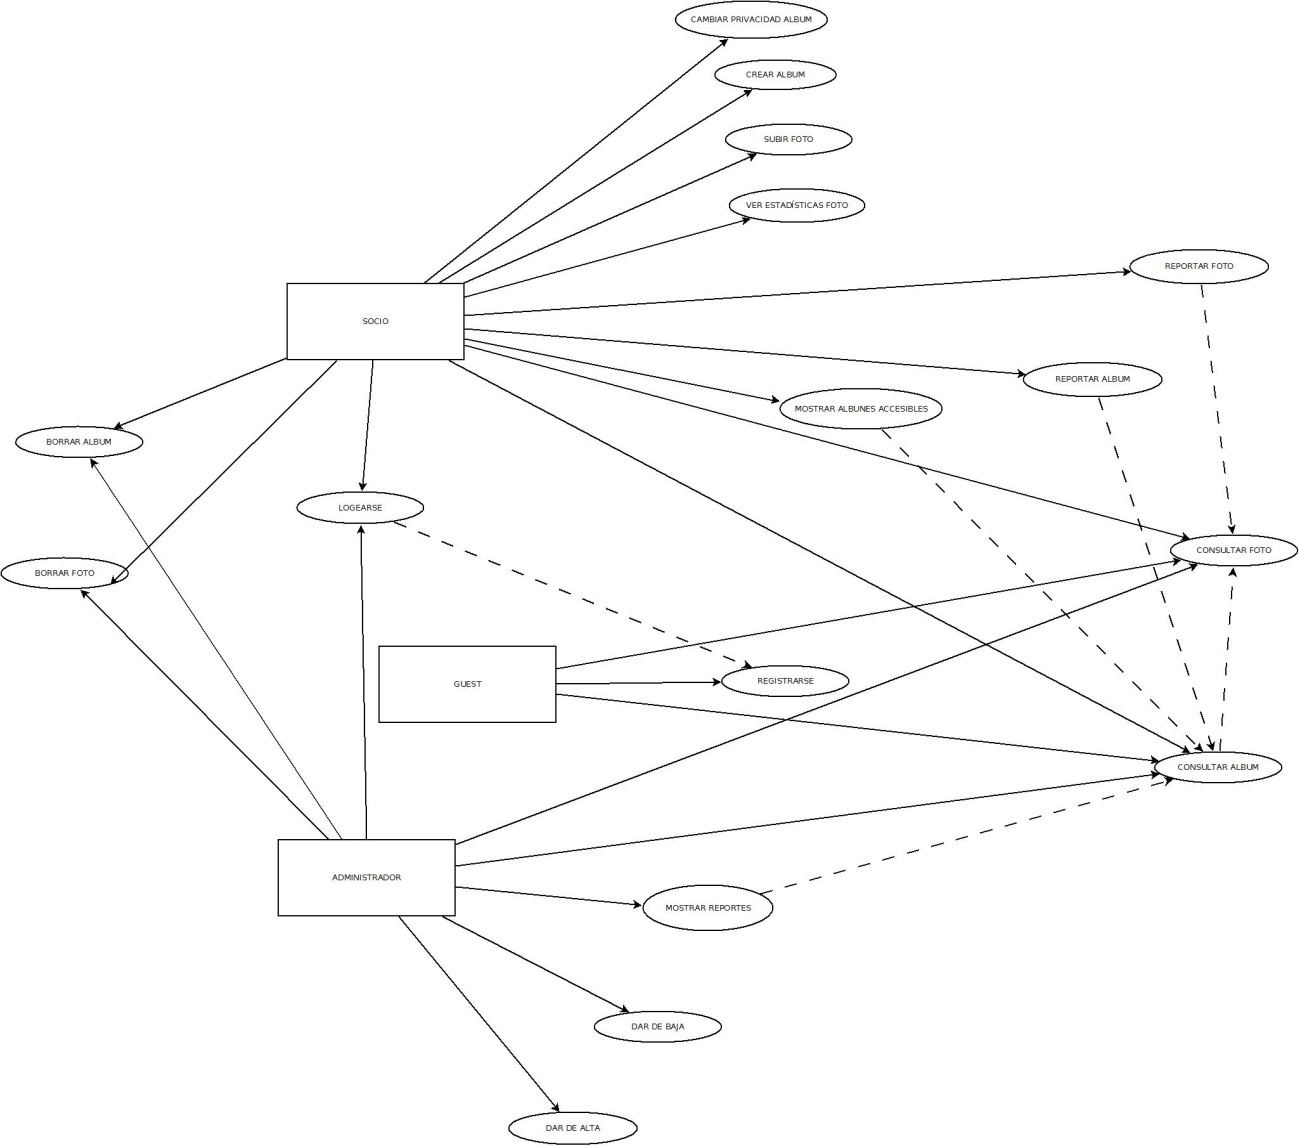 CAMBIAR PRIVACIDAD ALBUM
CREAR ALBUM
SUBIR FOTO
VER ESTADÍSTICAS FOTO
REPORTAR FOTO
SOCIO
REPORTAR ALBUM
MOSTRAR ALBUNES ACCESIBLES
BORRAR ALBUM
LOGEARSE
CONSULTAR FOTO
BORRAR FOTO
REGISTRARSE
GUEST
CONSULTAR ALBUM
ADMINISTRADOR
MOSTRAR REPORTES
DAR DE BAJA
DAR DE ALTA